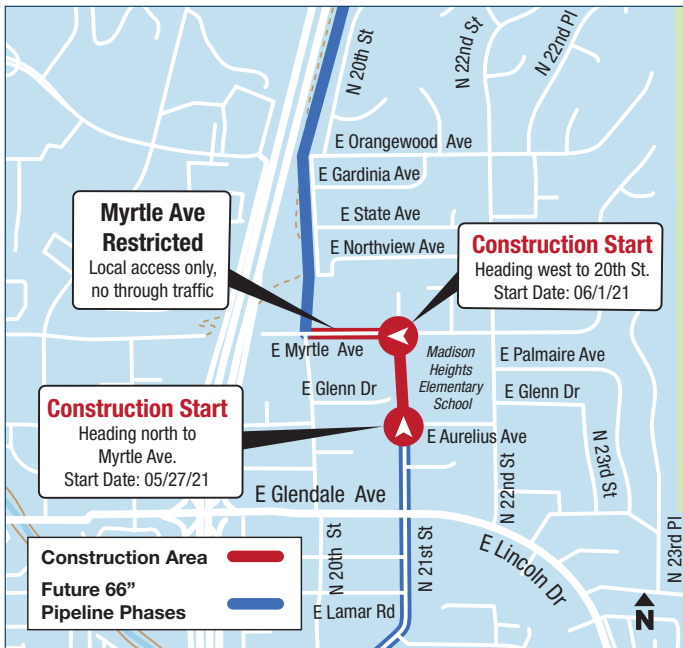 N 20th St
N 22nd St
N 22nd Pl
E Orangewood Ave
E Gardinia Ave
E State Ave
E Northview Ave
Myrtle Ave
Restricted
Local access only,
no through traffic
Construction Start
Heading west to 20th St.
Start Date: 06/1/21
E Myrtle Ave
Madison
Heights
Elementary
School
E Palmaire Ave
E Glenn Dr
E Glenn Dr
Construction Start
Heading north to
Myrtle Ave.
Start Date: 05/27/21
E Aurelius Ave
N 23rd St
N 22nd St
E Glendale Ave
N 20th St
N 21st St
E Lincoln Dr
N 23rd Pl
Construction Area
Future 66”
Pipeline Phases
E Lamar Rd
N